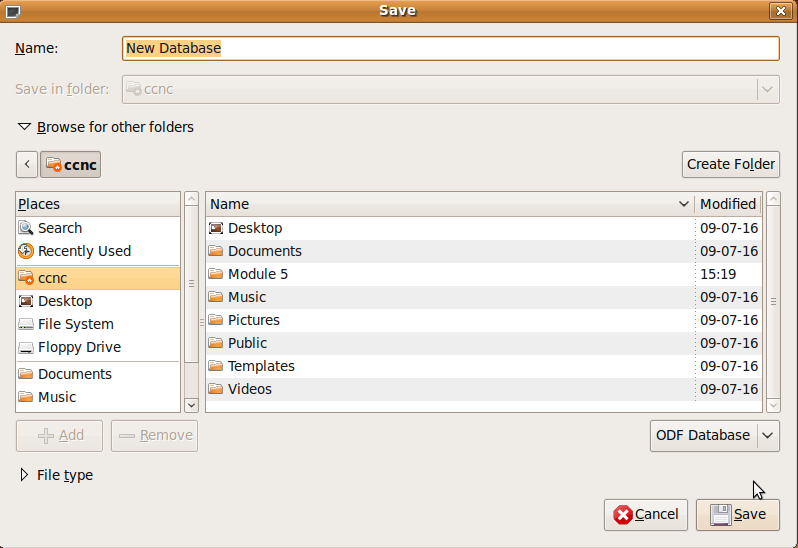 Save
Name: New Database
Save in folder: ccnc
Browse for other folders
ccnc Create Folder
Places Name Modified
Search Desktop 09-07-16
Recently Used Documents 09-07-16
ccnc Module 5 15:19
Desktop Music 09-07-16
File System Pictures 09-07-16
Floppy Drive Public 09-07-16
Documents Templates 09-07-16
Music Videos 09-07-16
Add Remove ODF Database
File type
Cancel Save